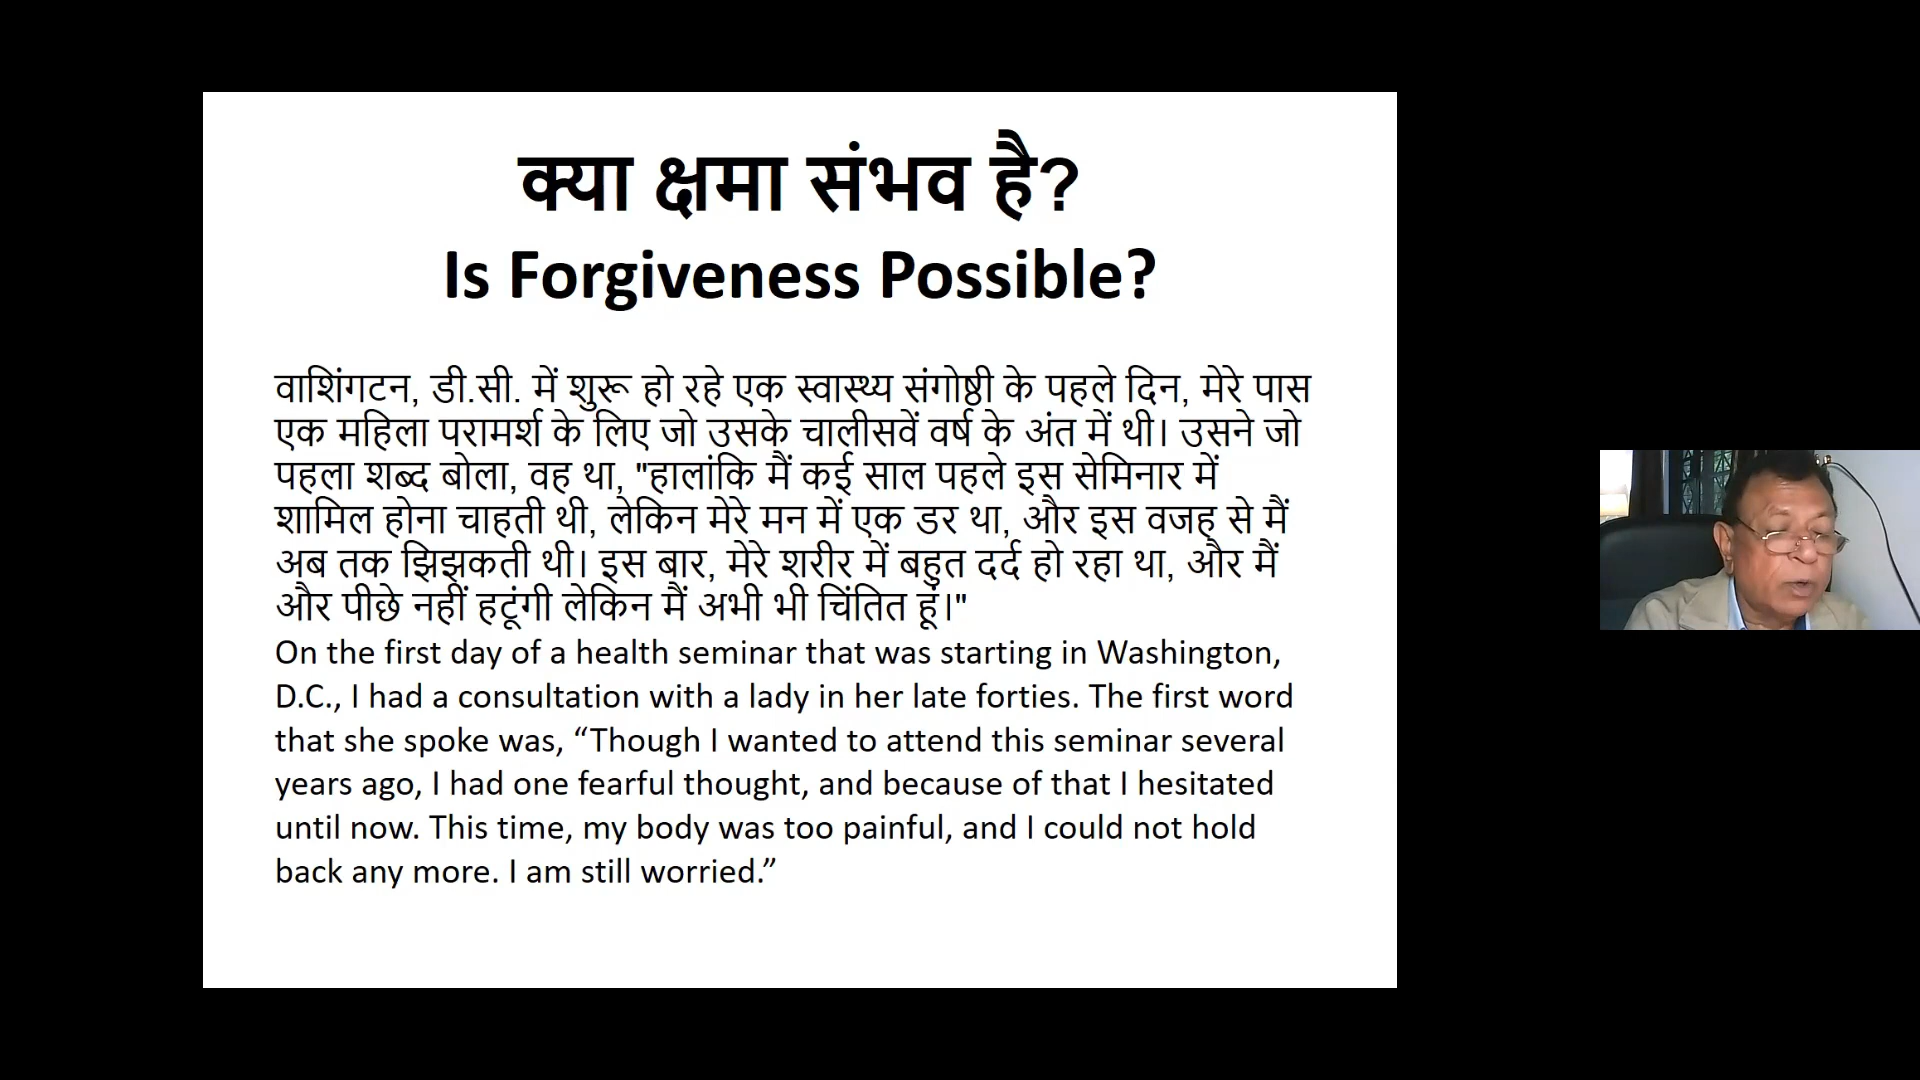 क्या क्षमा संभव है?
Is Forgiveness Possible?
वाशिंगटन, डी.सी. में शुरू हो रहे एक स्वास्थ्य संगोष्ठी के पहले दिन, मेरे पास
एक महिला परामर्श के लिए जो उसके चालीसवें वर्ष के अंत में थी। उसने जो
पहला शब्द बोला, वह था, "हालांकि मैं कई साल पहले इस सेमिनार में
शामिल होना चाहती थी, लेकिन मेरे मन में एक डर था, और इस वजह से मैं
अब तक झिझकती थी। इस बार, मेरे शरीर में बहुत दर्द हो रहा था, और मैं
और पीछे नहीं हटूंगी लेकिन मैं अभी भी चिंतित हूं।"
On the first day of a health seminar that was starting in Washington,
D.C., I had a consultation with a lady in her late forties. The first word
that she spoke was, “Though I wanted to attend this seminar several
years ago, I had one fearful thought, and because of that I hesitated
until now. This time, my body was too painful, and I could not hold
back any more. I am still worried.”